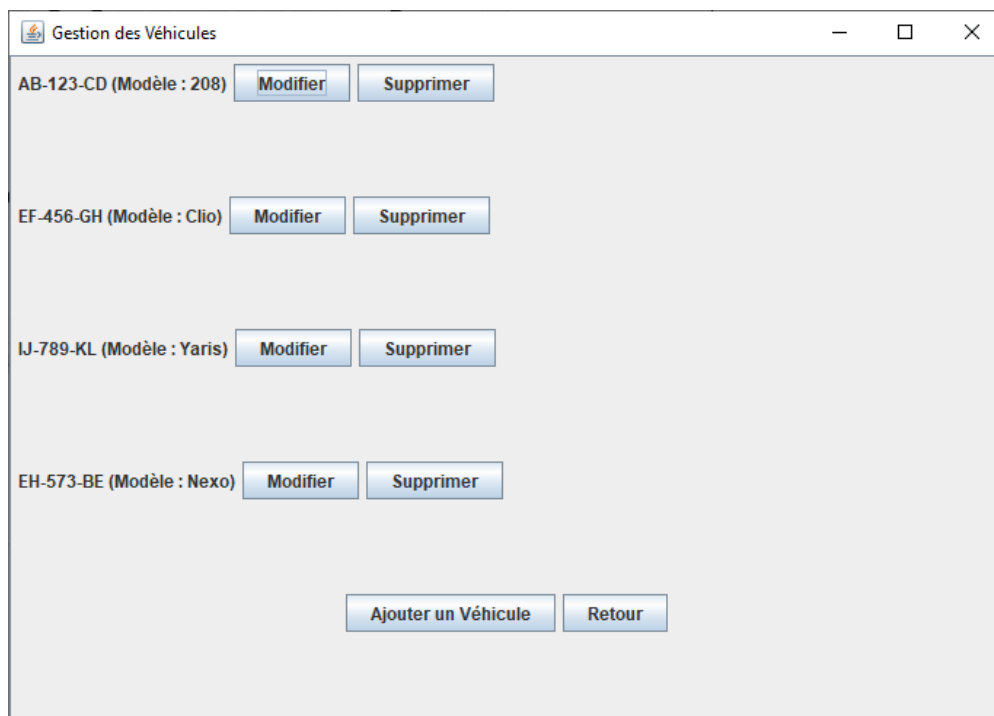 Gestion des Véhicules
AB-123-CD (Modèle : 208) Modifier Supprimer
EF-456-GH (Modèle : Clio) Modifier Supprimer
IJ-789-KL (Modèle : Yaris) Modifier Supprimer
EH-573-BE (Modèle : Nexo) Modifier Supprimer
Ajouter un Véhicule Retour